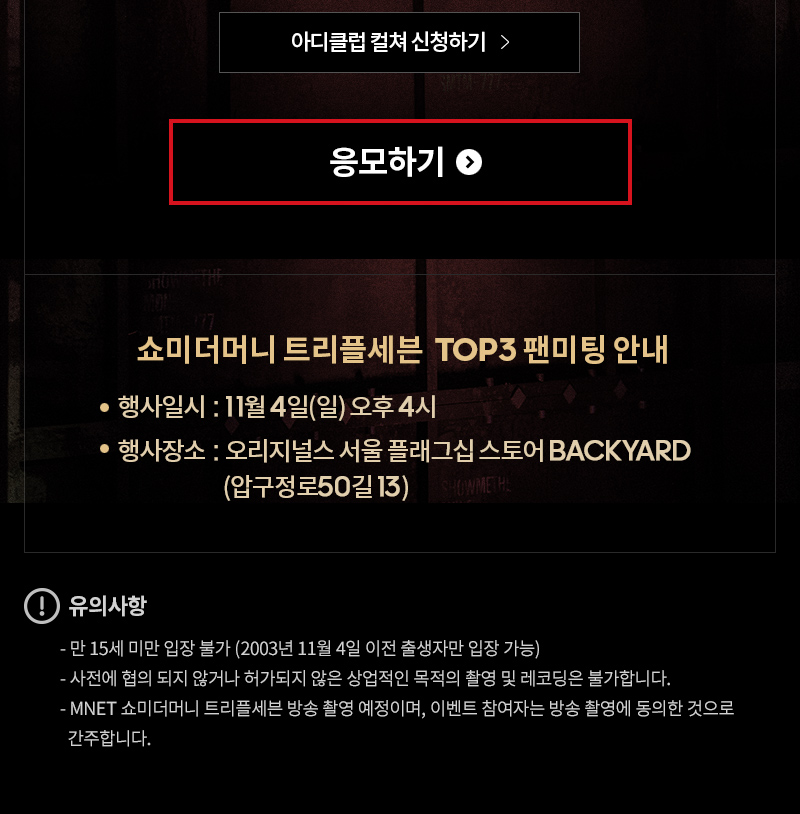 아디클럽 컬쳐 신청하기
응모하기
쇼미더머니 트리플세븐 TOP3 팬미팅 안내
행사일시 : 11월 4일(일) 오후 4시
행사장소 : 오리지널스 서울 플래그십 스토어 BACKYARD
(압구정로50길 13)
유의사항
- 만 15세 미만 입장 불가 (2003년 11월 4일 이전 출생자만 입장 가능)
- 사전에 협의 되지 않거나 허가되지 않은 상업적인 목적의 촬영 및 레코딩은 불가합니다.
- MNET 쇼미더머니 트리플세븐 방송 촬영 예정이며, 이벤트 참여자는 방송 촬영에 동의한 것으로
간주합니다.